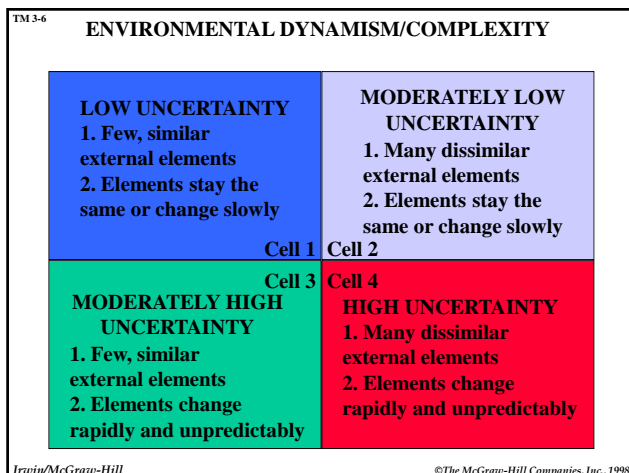 TM 3-6
ENVIRONMENTAL DYNAMISM/COMPLEXITY
LOW UNCERTAINTY
1. Few, similar
external elements
2. Elements stay the
same or change slowly
Cell 1
MODERATELY LOW
UNCERTAINTY
1. Many dissimilar
external elements
2. Elements stay the
same or change slowly
Cell 2
Cell 3
MODERATELY HIGH
UNCERTAINTY
1. Few, similar
external elements
2. Elements change
rapidly and unpredictably
Cell 4
HIGH UNCERTAINTY
1. Many dissimilar
external elements
2. Elements change
rapidly and unpredictably
Irwin/McGraw-Hill
©The McGraw-Hill Companies, Inc., 1998